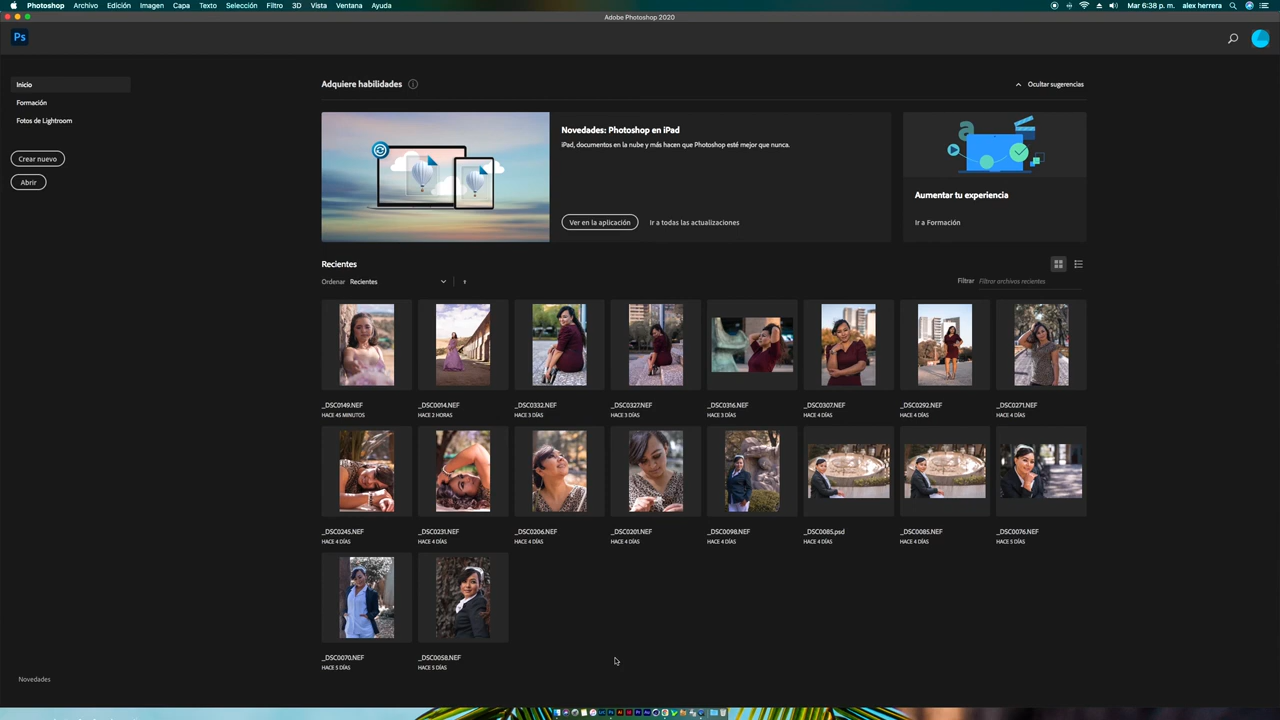 Photoshop Archivo Edición Imagen Capa Texto Selección Filtro 3D Vista Ventana Ayuda Mar 6:38 p. m. alex herrera
Adobe Photoshop 2020
Ps
Inicio
Formación
Fotos de Lightroom
Crear nuevo
Abrir
Adquiere habilidades
Ocultar sugerencias
Novedades: Photoshop en iPad
iPad, documentos en la nube y más hacen que Photoshop esté mejor que nunca.
Ver en la aplicación Ir a todas las actualizaciones
Aumentar tu experiencia
Ir a Formación
Recientes
Ordenar Recientes Filtrar Filtrar archivos recientes
_DSC0149.NEF _DSC0014.NEF _DSC0332.NEF _DSC0327.NEF _DSC0316.NEF _DSC0307.NEF _DSC0292.NEF _DSC0271.NEF
HACE 45 MINUTOS HACE 2 HORAS HACE 3 DÍAS HACE 3 DÍAS HACE 3 DÍAS HACE 4 DÍAS HACE 4 DÍAS HACE 4 DÍAS
_DSC0245.NEF _DSC0231.NEF _DSC0206.NEF _DSC0201.NEF _DSC0098.NEF _DSC0085.psd _DSC0085.NEF _DSC0076.NEF
HACE 4 DÍAS HACE 4 DÍAS HACE 4 DÍAS HACE 4 DÍAS HACE 4 DÍAS HACE 4 DÍAS HACE 4 DÍAS HACE 5 DÍAS
_DSC0070.NEF _DSC0058.NEF
HACE 5 DÍAS HACE 5 DÍAS
Novedades